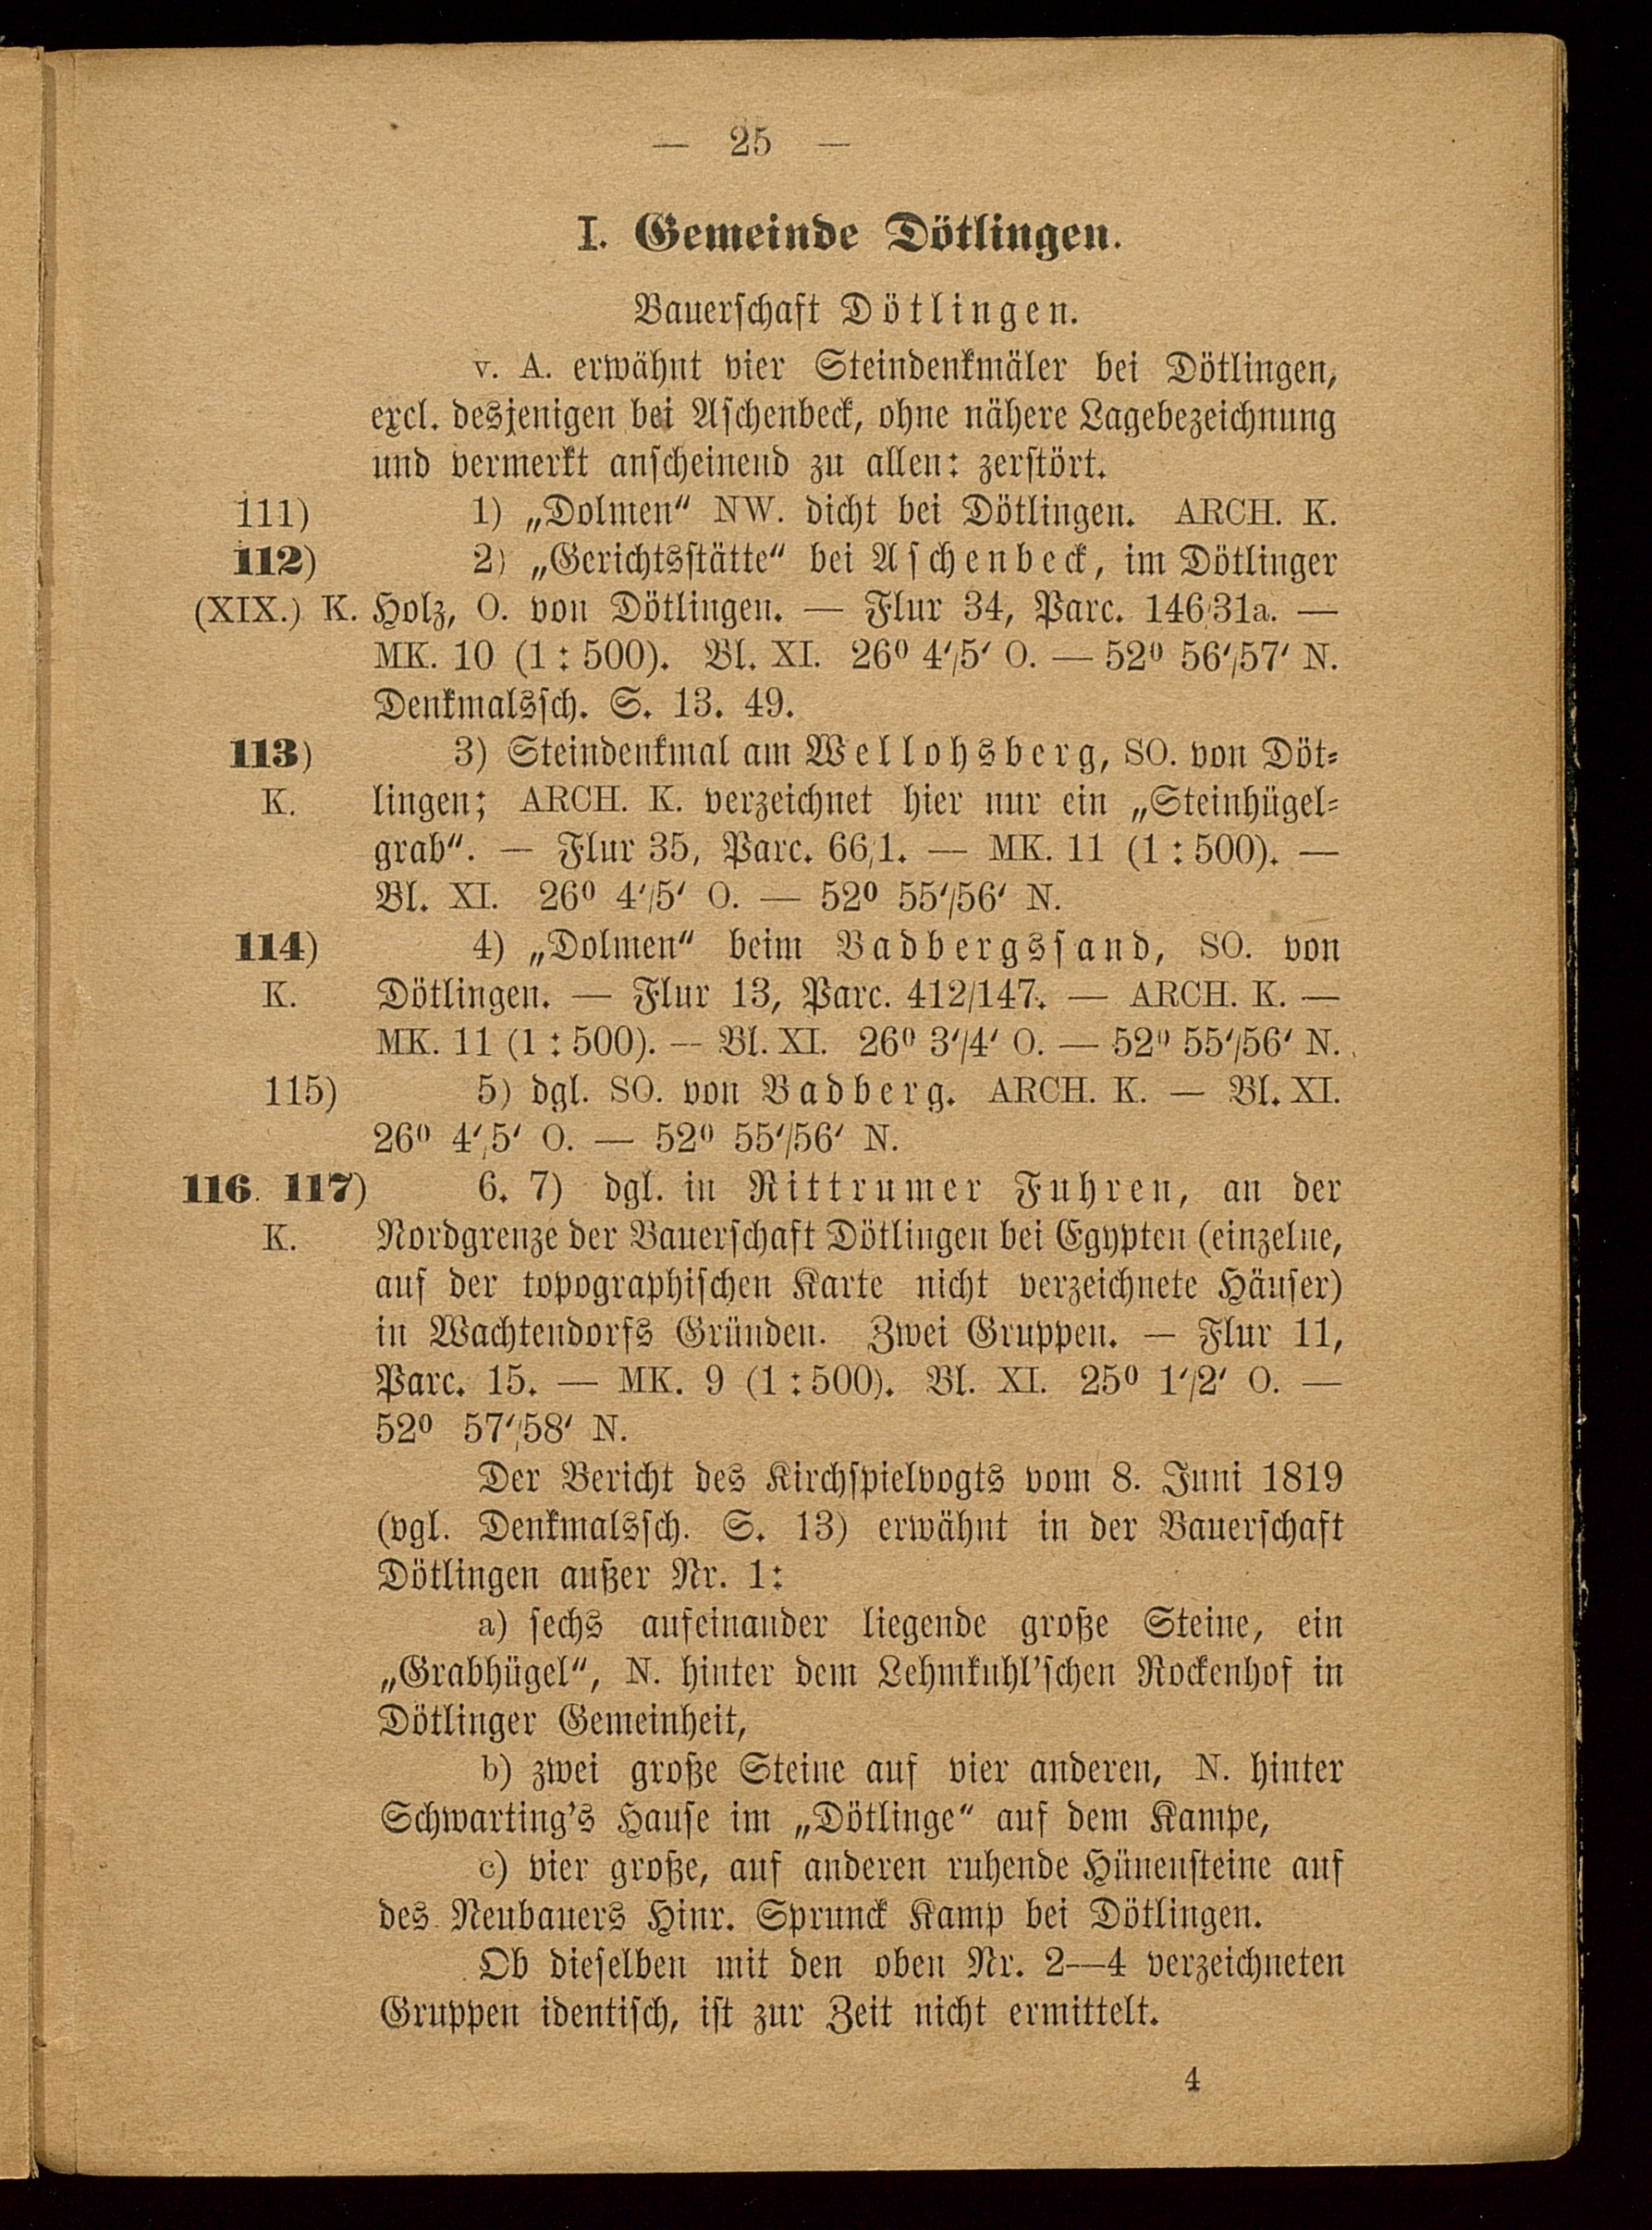 — 25 —
I. Gemeinde Dötlingen.
Bauerschaft Dötlingen.
v. A. erwähnt vier Steindenkmäler bei Dötlingen,
excl. desjenigen bei Aschenbeck, ohne nähere Lagebezeichnung
und vermerkt anscheinend zu allen: zerstört.
111) 1) „Dolmen“ NW. dicht bei Dötlingen. ARCH. K.
112) 2) „Gerichtsstätte“ bei Aschenbeck, im Dötlinger
(XIX.) K. Holz, O. von Dötlingen. — Flur 34, Parc. 146/31a. —
MK. 10 (1:500). Bl. XI. 26⁰ 4′/5′ O. — 52⁰ 56′/57′ N.
Denkmalssch. S. 13. 49.
113) 3) Steindenkmal am Wellohsberg, SO. von Döt-
K. lingen; ARCH. K. verzeichnet hier nur ein „Steinhügel-
grab“. — Flur 35, Parc. 66/1. — MK. 11 (1:500). —
Bl. XI. 26⁰ 4′/5′ O. — 52⁰ 55′/56′ N.
114) 4) „Dolmen“ beim Badbergssand, SO. von
K. Dötlingen. — Flur 13, Parc. 412/147. — ARCH. K. —
MK. 11 (1:500). — Bl. XI. 26⁰ 3′/4′ O. — 52⁰ 55′/56′ N.
115) 5) dgl. SO. von Badberg. ARCH. K. — Bl. XI.
26⁰ 4′/5′ O. — 52⁰ 55′/56′ N.
116. 117) 6. 7) dgl. in Rittrumer Fuhren, an der
K. Nordgrenze der Bauerschaft Dötlingen bei Egypten (einzelne,
auf der topographischen Karte nicht verzeichnete Häuser)
in Wachtendorfs Gründen. Zwei Gruppen. — Flur 11,
Parc. 15. — MK. 9 (1:500). Bl. XI. 25⁰ 1′/2′ O. —
52⁰ 57′/58′ N.
Der Bericht des Kirchspielvogts vom 8. Juni 1819
(vgl. Denkmalssch. S. 13) erwähnt in der Bauerschaft
Dötlingen außer Nr. 1:
a) sechs aufeinander liegende große Steine, ein
„Grabhügel“, N. hinter dem Lehmkuhl'schen Rockenhof in
Dötlinger Gemeinheit,
b) zwei große Steine auf vier anderen, N. hinter
Schwarting's Hause im „Dötlinge“ auf dem Kampe,
c) vier große, auf anderen ruhende Hünensteine auf
des Neubauers Hinr. Sprunck Kamp bei Dötlingen.
Ob dieselben mit den oben Nr. 2—4 verzeichneten
Gruppen identisch, ist zur Zeit nicht ermittelt.
4